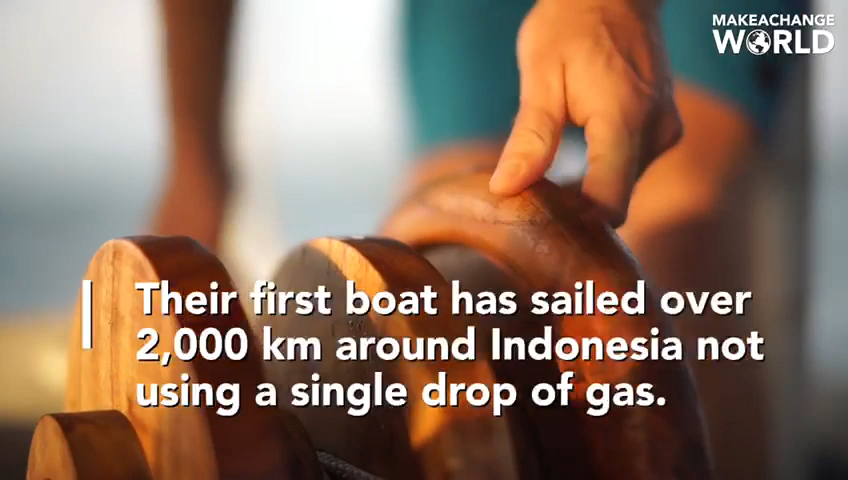 MAKEACHANGE
WORLD
Their first boat has sailed over
2,000 km around Indonesia not
using a single drop of gas.